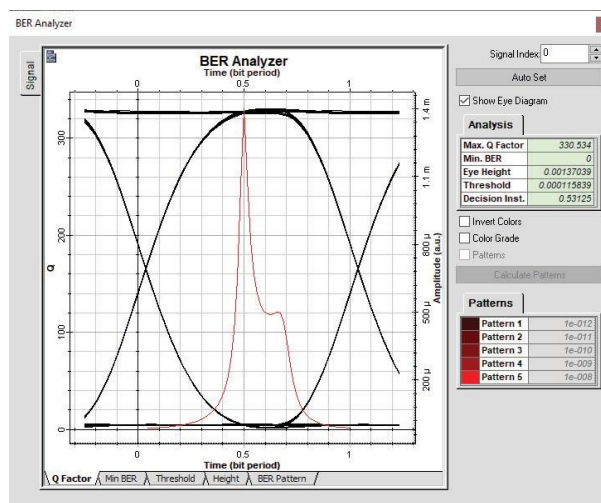 BER Analyzer
Signal
BER Analyzer
Time (bit period)
0 0.5 1
300
200
100
0
Q
1.4 m
1.1 m
800 µ
500 µ
200 µ
Amplitude (a.u.)
0 0.5 1
Time (bit period)
Q Factor Min BER Threshold Height BER Pattern
Signal Index: 0
Auto Set
Show Eye Diagram
Analysis
Max. Q Factor 330.534
Min. BER 0
Eye Height 0.00137039
Threshold 0.000115839
Decision Inst. 0.53125
Invert Colors
Color Grade
Patterns
Calculate Patterns
Patterns
Pattern 1 1e-012
Pattern 2 1e-011
Pattern 3 1e-010
Pattern 4 1e-009
Pattern 5 1e-008